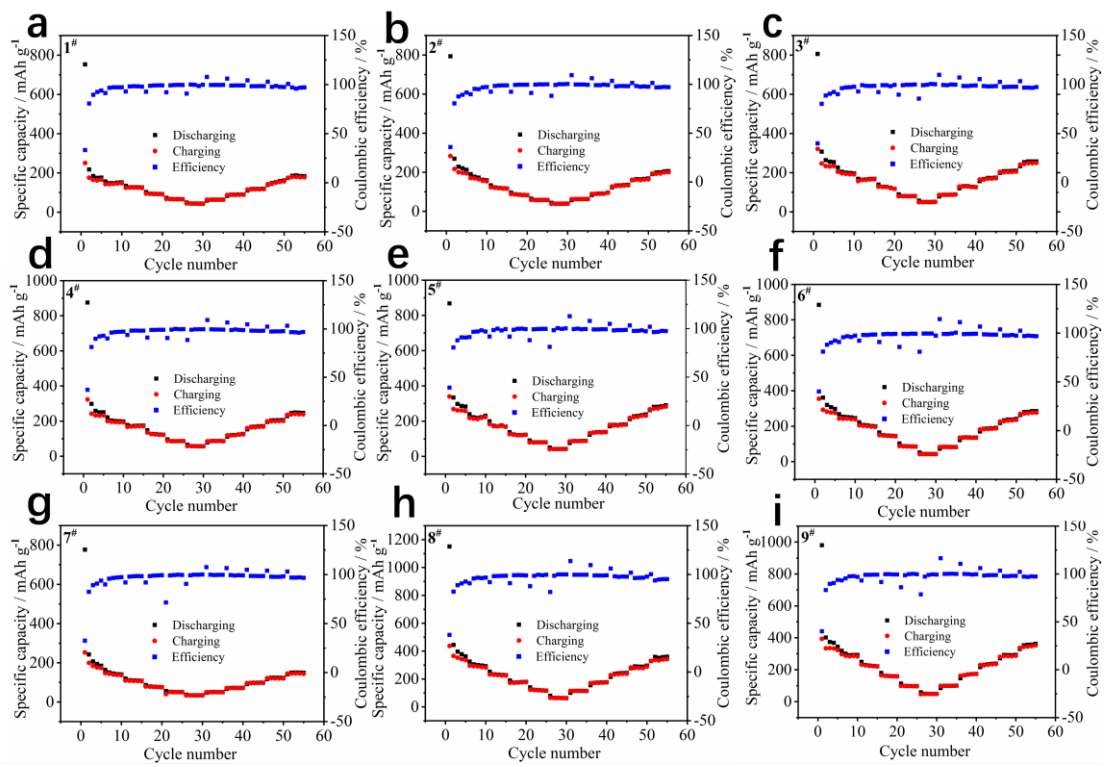 a
1#
800
600
400
200
0
150
100
50
0
-50
Specific capacity / mAh g-1
Coulombic efficiency / %
Discharging
Charging
Efficiency
0 10 20 30 40 50 60
Cycle number
b
2#
800
600
400
200
0
150
100
50
0
-50
Specific capacity / mAh g-1
Coulombic efficiency / %
Discharging
Charging
Efficiency
0 10 20 30 40 50 60
Cycle number
c
3#
800
600
400
200
0
150
100
50
0
-50
Specific capacity / mAh g-1
Coulombic efficiency / %
Discharging
Charging
Efficiency
0 10 20 30 40 50 60
Cycle number
d
4#
1000
800
600
400
200
0
150
100
50
0
-50
Specific capacity / mAh g-1
Coulombic efficiency / %
Discharging
Charging
Efficiency
0 10 20 30 40 50 60
Cycle number
e
5#
1000
800
600
400
200
0
150
100
50
0
-50
Specific capacity / mAh g-1
Coulombic efficiency / %
Discharging
Charging
Efficiency
0 10 20 30 40 50 60
Cycle number
f
6#
1000
800
600
400
200
0
150
100
50
0
-50
Specific capacity / mAh g-1
Coulombic efficiency / %
Discharging
Charging
Efficiency
0 10 20 30 40 50 60
Cycle number
g
7#
800
600
400
200
0
150
100
50
0
-50
Specific capacity / mAh g-1
Coulombic efficiency / %
Discharging
Charging
Efficiency
0 10 20 30 40 50 60
Cycle number
h
8#
1200
1000
800
600
400
200
0
150
100
50
0
-50
Specific capacity / mAh g-1
Coulombic efficiency / %
Discharging
Charging
Efficiency
0 10 20 30 40 50 60
Cycle number
i
9#
1000
800
600
400
200
0
150
100
50
0
-50
Specific capacity / mAh g-1
Coulombic efficiency / %
Discharging
Charging
Efficiency
0 10 20 30 40 50 60
Cycle number